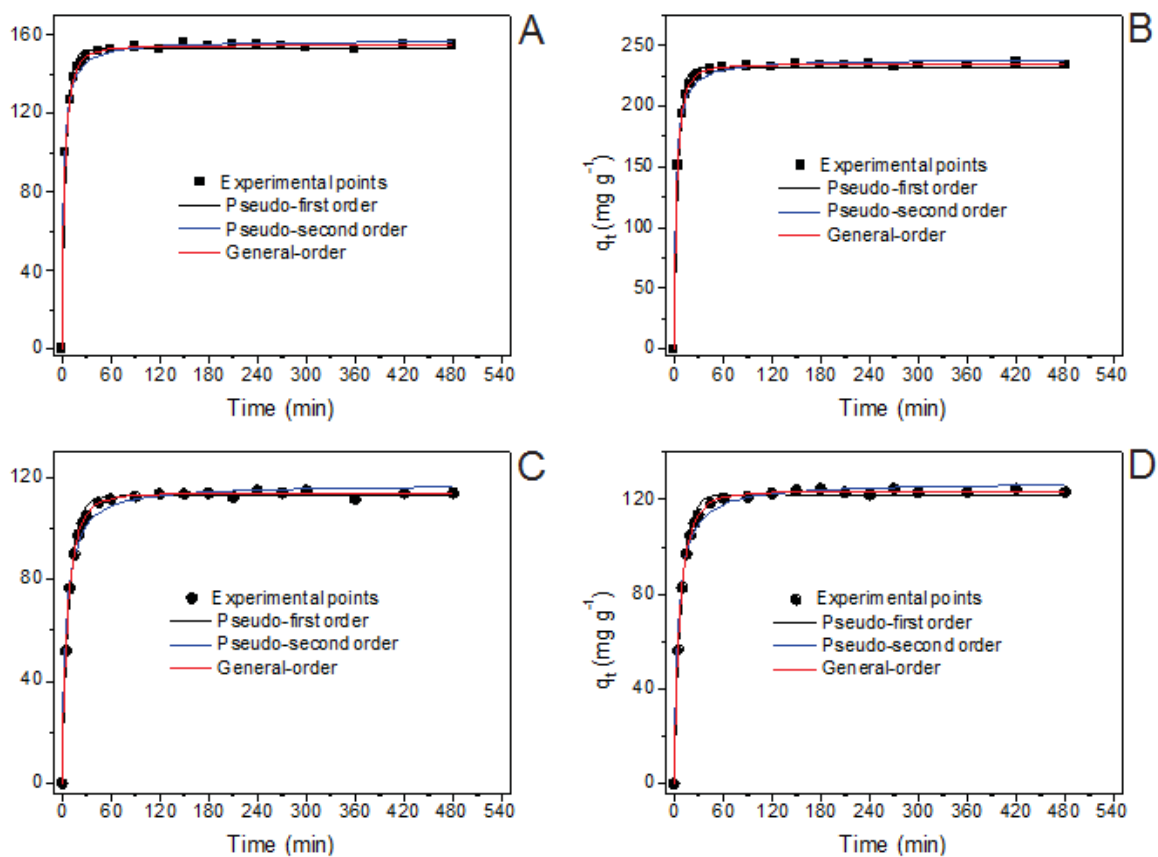 A
160
120
80
40
0
Experimental points
Pseudo-first order
Pseudo-second order
General-order
0 60 120 180 240 300 360 420 480 540
Time (min)
B
250
225
200
175
150
125
100
75
50
25
0
q_t (mg g⁻¹)
Experimental points
Pseudo-first order
Pseudo-second order
General-order
0 60 120 180 240 300 360 420 480 540
Time (min)
C
120
80
40
0
Experimental points
Pseudo-first order
Pseudo-second order
General-order
0 60 120 180 240 300 360 420 480 540
Time (min)
D
120
80
40
0
q_t (mg g⁻¹)
Experimental points
Pseudo-first order
Pseudo-second order
General-order
0 60 120 180 240 300 360 420 480 540
Time (min)